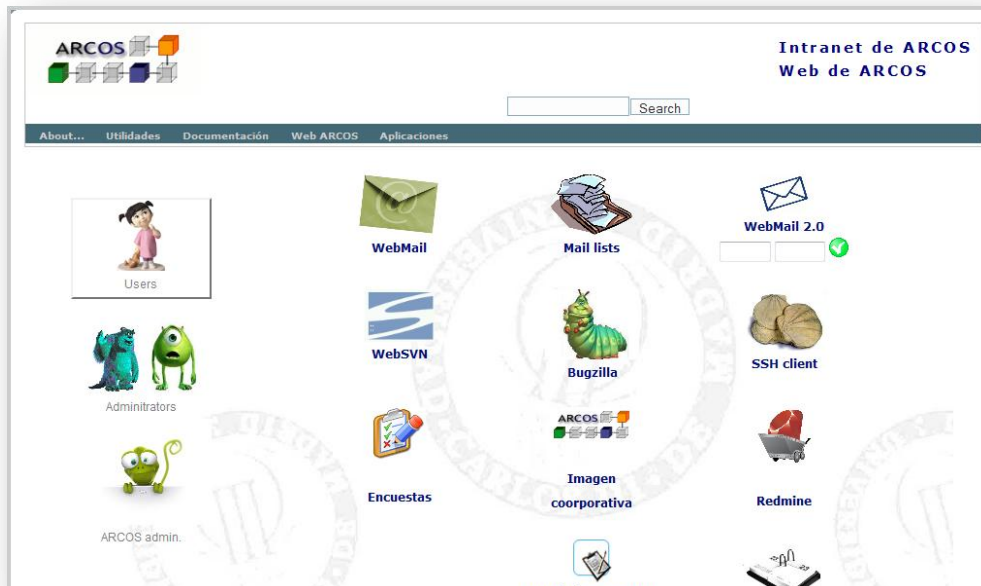 ARCOS
Intranet de ARCOS
Web de ARCOS
Search
About... Utilidades Documentación Web ARCOS Aplicaciones
WebMail
Mail lists
WebMail 2.0
Users
WebSVN
Bugzilla
SSH client
Adminitrators
ARCOS
Encuestas
Imagen
coorporativa
Redmine
ARCOS admin.